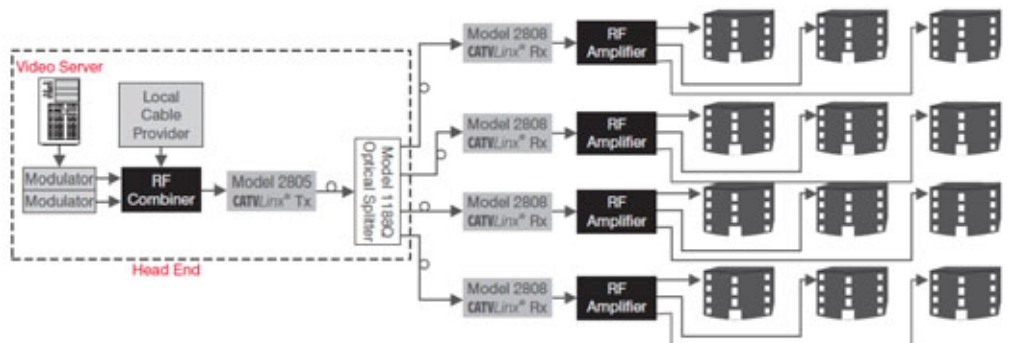 Video Server
Local
Cable
Provider
Modulator
Modulator
RF
Combiner
Model 2805
CATVLinx® Tx
Model 1188Q
Optical Splitter
Head End
Model 2808
CATVLinx® Rx
RF
Amplifier
Model 2808
CATVLinx® Rx
RF
Amplifier
Model 2808
CATVLinx® Rx
RF
Amplifier
Model 2808
CATVLinx® Rx
RF
Amplifier